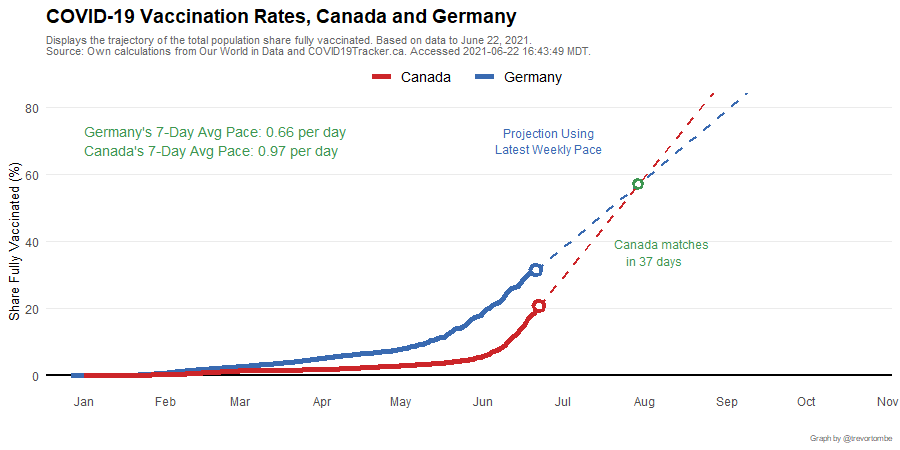 COVID-19 Vaccination Rates, Canada and Germany
Displays the trajectory of the total population share fully vaccinated. Based on data to June 22, 2021.
Source: Own calculations from Our World in Data and COVID19Tracker.ca. Accessed 2021-06-22 16:43:49 MDT.
Canada Germany
80
60
40
20
0
Share Fully Vaccinated (%)
Germany's 7-Day Avg Pace: 0.66 per day
Canada's 7-Day Avg Pace: 0.97 per day
Projection Using
Latest Weekly Pace
Canada matches
in 37 days
Jan Feb Mar Apr May Jun Jul Aug Sep Oct Nov
Graph by @trevortombe